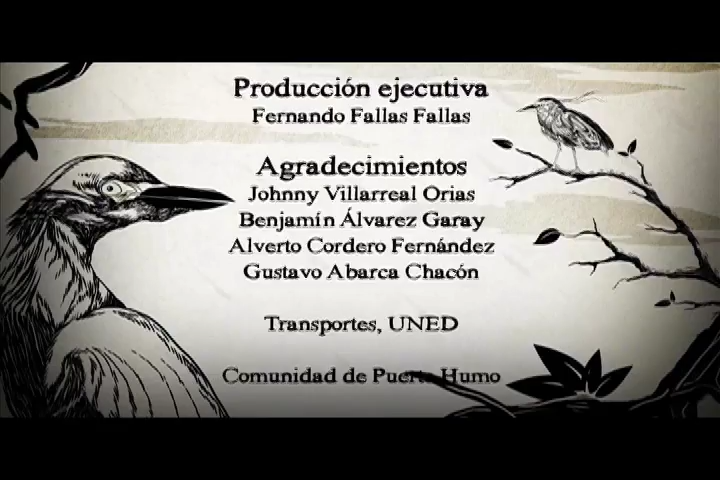 Producción ejecutiva
Fernando Fallas Fallas
Agradecimientos
Johnny Villarreal Orias
Benjamín Álvarez Garay
Alverto Cordero Fernández
Gustavo Abarca Chacón
Transportes, UNED
Comunidad de Puerto Humo